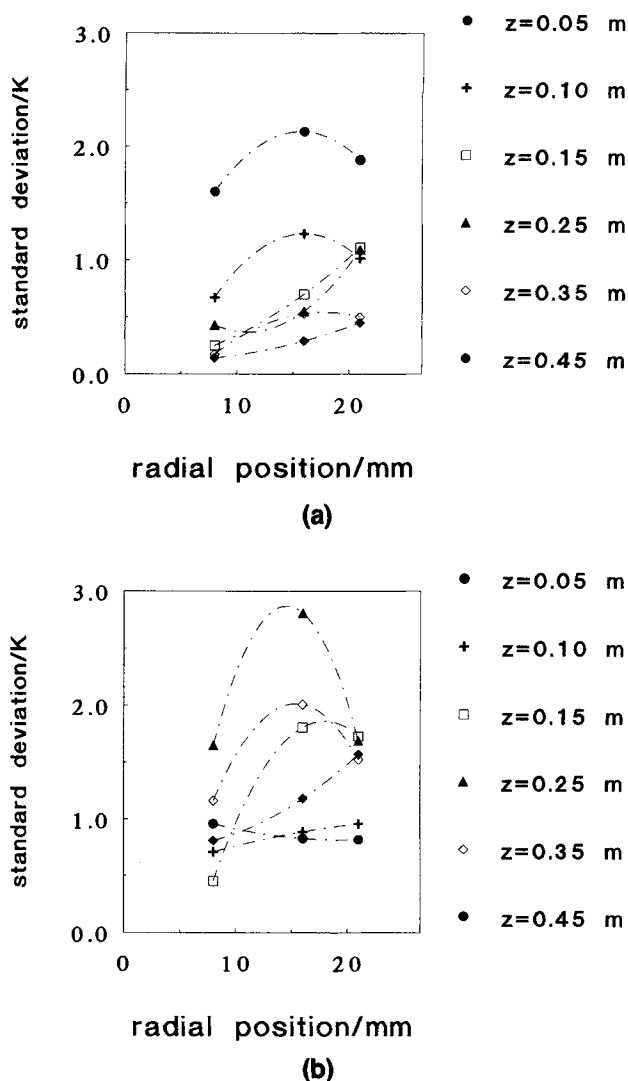 standard deviation/K
3.0
2.0
1.0
0.0
0
10
20
radial position/mm
z=0.05 m
z=0.10 m
z=0.15 m
z=0.25 m
z=0.35 m
z=0.45 m
(a)
standard deviation/K
3.0
2.0
1.0
0.0
0
10
20
radial position/mm
z=0.05 m
z=0.10 m
z=0.15 m
z=0.25 m
z=0.35 m
z=0.45 m
(b)